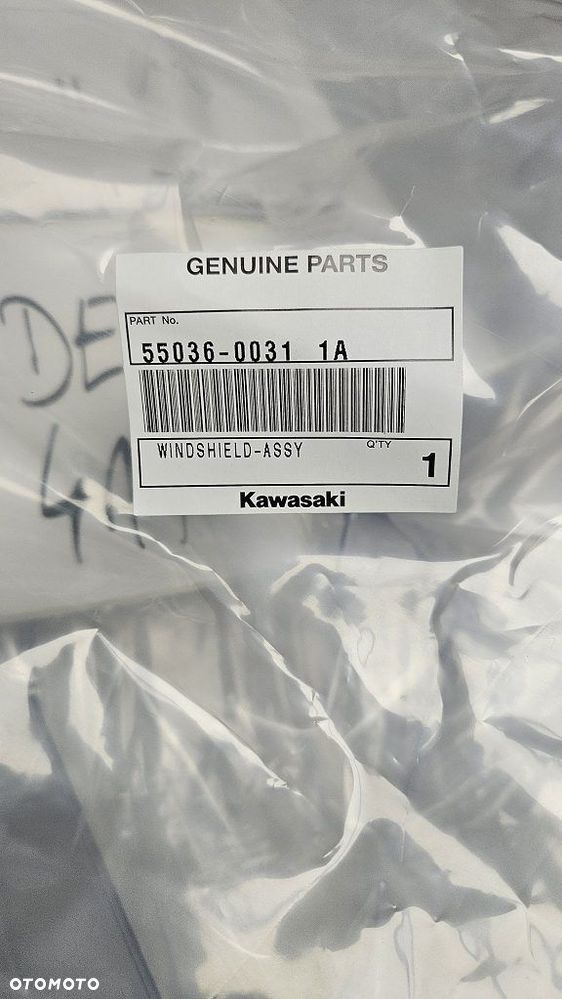 GENUINE PARTS
PART No.
55036-0031 1A
WINDSHIELD-ASSY
Q'TY
1
Kawasaki
OTOMOTO